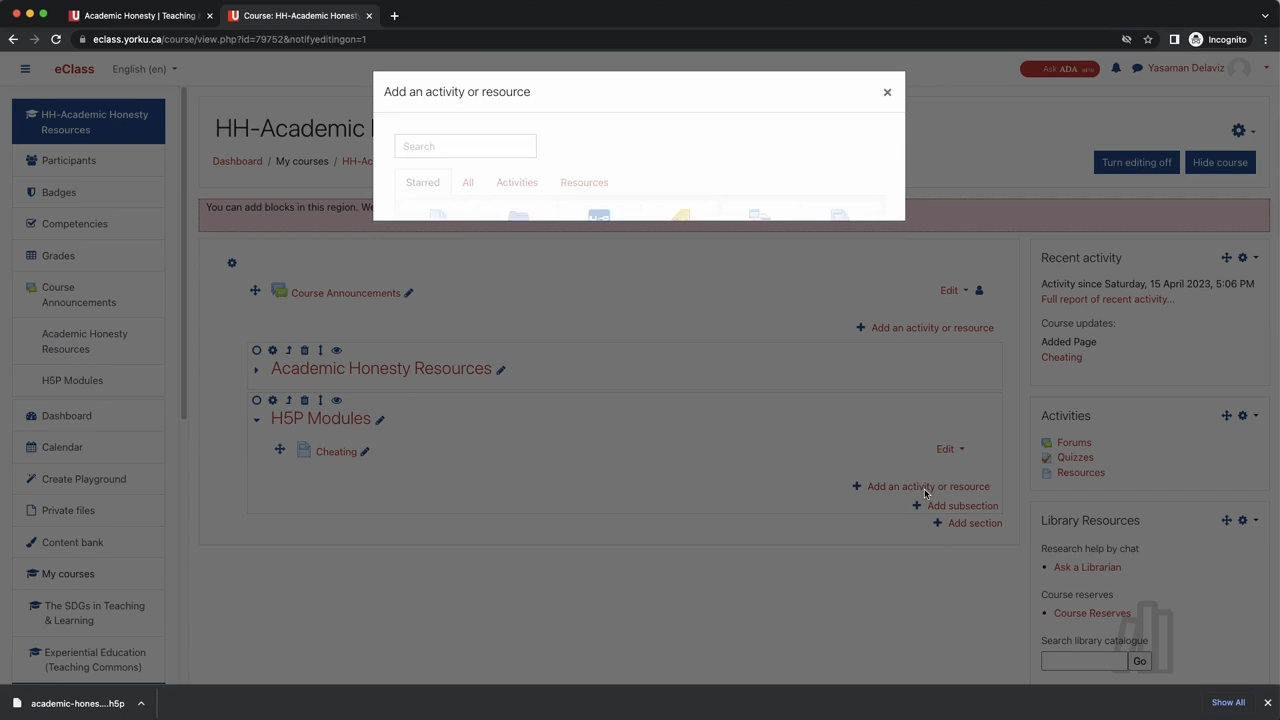 Academic Honesty | Teaching
Course: HH-Academic Honest
eclass.yorku.ca/course/view.php?id=79752&notifyeditingon=1
Incognito
eClass
English (en)
Ask ADA
Yasaman Delaviz
Add an activity or resource
Search
Starred
All
Activities
Resources
HH-Academic Honesty
Resources
Participants
Badges
Competencies
Grades
Course
Announcements
Academic Honesty
Resources
H5P Modules
Dashboard
Calendar
Create Playground
Private files
Content bank
My courses
The SDGs in Teaching
& Learning
Experiential Education
(Teaching Commons)
HH-Academic
Dashboard / My courses / HH-Ac
Turn editing off
Hide course
You can add blocks in this region. We
Course Announcements
Edit
+ Add an activity or resource
Academic Honesty Resources
H5P Modules
Cheating
Edit
+ Add an activity or resource
+ Add subsection
+ Add section
Recent activity
Activity since Saturday, 15 April 2023, 5:06 PM
Full report of recent activity...
Course updates:
Added Page
Cheating
Activities
Forums
Quizzes
Resources
Library Resources
Research help by chat
• Ask a Librarian
Course reserves
• Course Reserves
Search library catalogue
Go
academic-hones....h5p
Show All